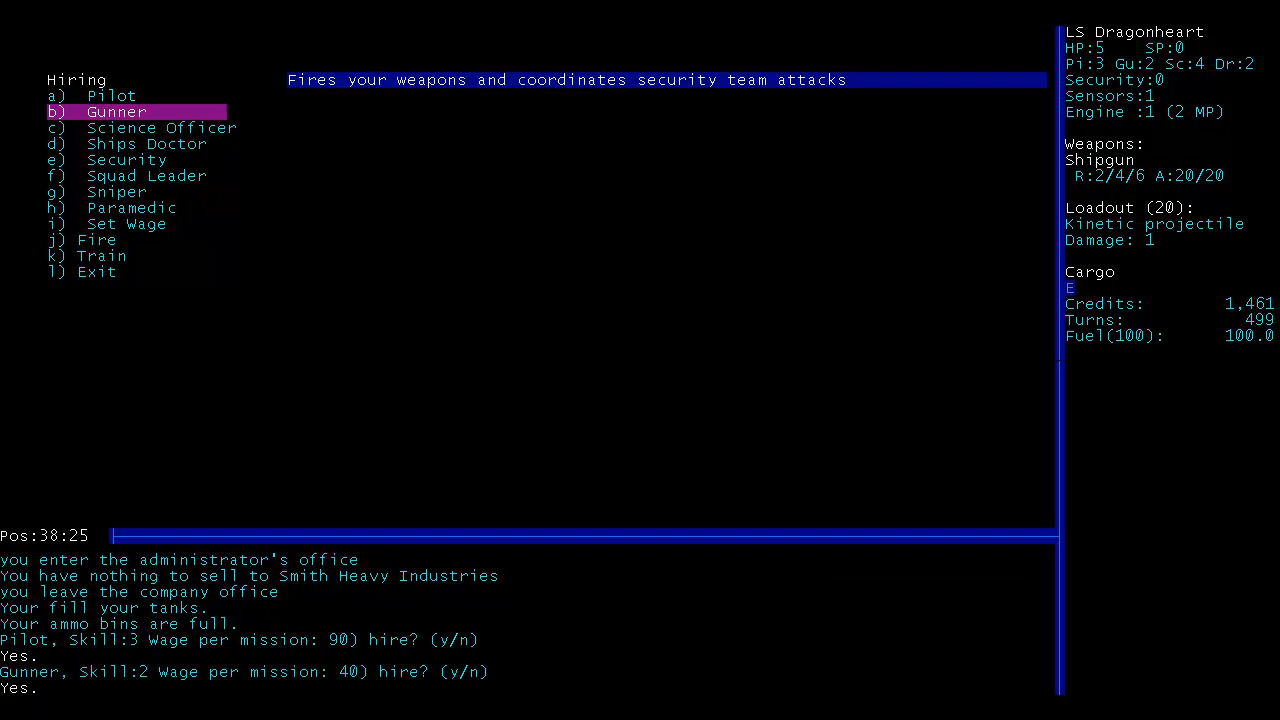 Hiring
Fires your weapons and coordinates security team attacks
a) Pilot
b) Gunner
c) Science Officer
d) Ships Doctor
e) Security
f) Squad Leader
g) Sniper
h) Paramedic
i) Set Wage
j) Fire
k) Train
l) Exit
LS Dragonheart
HP:5 SP:0
Pi:3 Gu:2 Sc:4 Dr:2
Security:0
Sensors:1
Engine :1 (2 MP)
Weapons:
Shipgun
R:2/4/6 A:20/20
Loadout (20):
Kinetic projectile
Damage: 1
Cargo
E
Credits: 1,461
Turns: 499
Fuel(100): 100.0
Pos:38:25
you enter the administrator's office
You have nothing to sell to Smith Heavy Industries
you leave the company office
Your fill your tanks.
Your ammo bins are full.
Pilot, Skill:3 Wage per mission: 90) hire? (y/n)
Yes.
Gunner, Skill:2 Wage per mission: 40) hire? (y/n)
Yes.